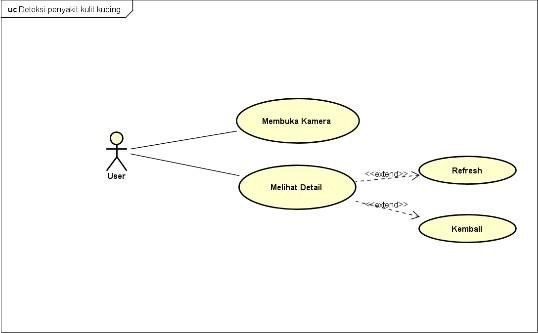 uc Deteksi penyakit kulit kucing
Membuka Kamera
User
Melihat Detail
<<extend>>
Refresh
<<extend>>
Kembali